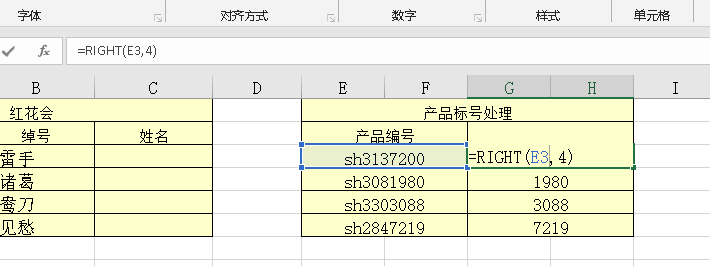 字体 对齐方式 数字 样式 单元格
fx =RIGHT(E3,4)
B C D E F G H I
红花会 产品标号处理
绰号 姓名 产品编号
雷手 sh3137200 =RIGHT(E3,4)
诸葛 sh3081980 1980
鸯刀 sh3303088 3088
见愁 sh2847219 7219